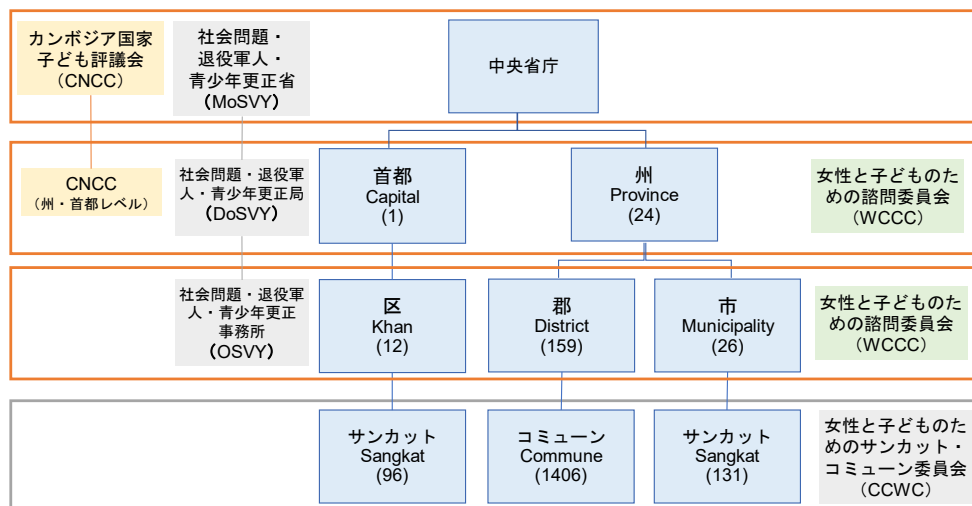 カンボジア国家
子ども評議会
(CNCC)
社会問題・
退役軍人・
青少年更正省
(MoSVY)
中央省庁
CNCC
(州・首都レベル)
社会問題・退役軍
人・青少年更正局
(DoSVY)
首都
Capital
(1)
州
Province
(24)
女性と子どものた
めの諮問委員会
(WCCC)
社会問題・退役軍
人・青少年更正
事務所
(OSVY)
区
Khan
(12)
郡
District
(159)
市
Municipality
(26)
女性と子どものた
めの諮問委員会
(WCCC)
サンカット
Sangkat
(96)
コミューン
Commune
(1406)
サンカット
Sangkat
(131)
女性と子どものた
めのサンカット・
コミューン委員会
(CCWC)